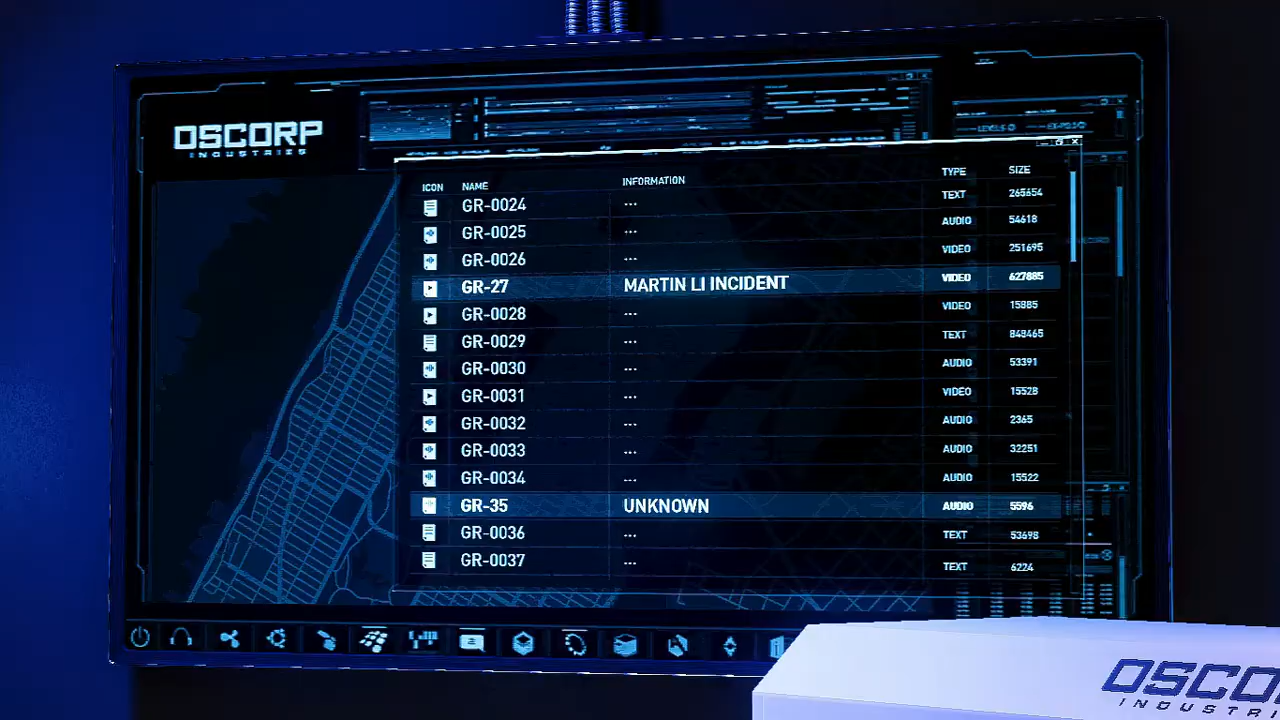 OSCORP
INDUSTRIES
LEVELS
ICON NAME INFORMATION TYPE SIZE
GR-0024 ... TEXT 265654
GR-0025 ... AUDIO 54618
GR-0026 ... VIDEO 251695
GR-27 MARTIN LI INCIDENT VIDEO 627885
GR-0028 ... VIDEO 15885
GR-0029 ... TEXT 848465
GR-0030 ... AUDIO 53391
GR-0031 ... VIDEO 15528
GR-0032 ... AUDIO 2365
GR-0033 ... AUDIO 32251
GR-0034 ... AUDIO 15522
GR-35 UNKNOWN AUDIO 5596
GR-0036 ... TEXT 53698
GR-0037 ... TEXT 6224
OSCO
INDUSTRI